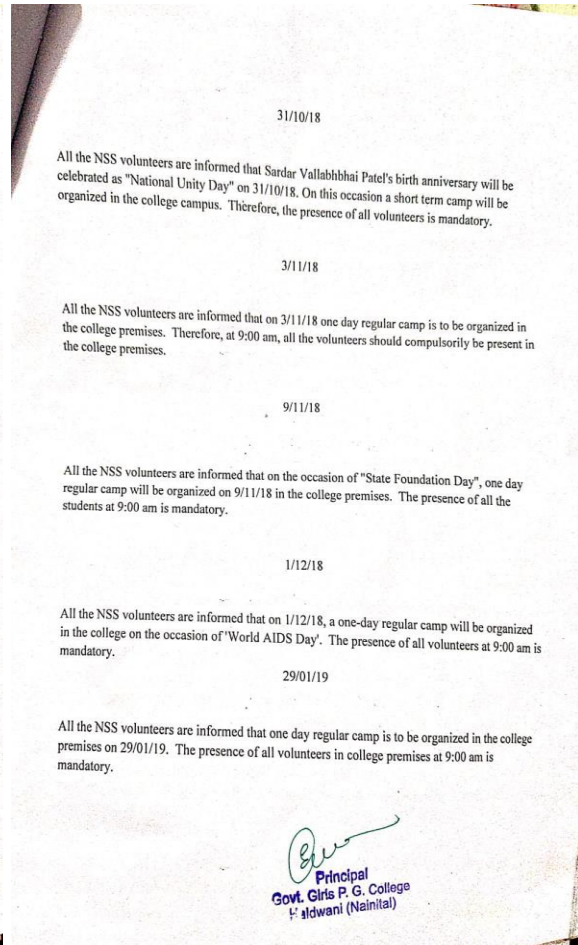 31/10/18
All the NSS volunteers are informed that Sardar Vallabhbhai Patel's birth anniversary will be
celebrated as "National Unity Day" on 31/10/18. On this occasion a short term camp will be
organized in the college campus. Therefore, the presence of all volunteers is mandatory.
3/11/18
All the NSS volunteers are informed that on 3/11/18 one day regular camp is to be organized in
the college premises. Therefore, at 9:00 am, all the volunteers should compulsorily be present in
the college premises.
9/11/18
All the NSS volunteers are informed that on the occasion of "State Foundation Day", one day
regular camp will be organized on 9/11/18 in the college premises. The presence of all the
students at 9:00 am is mandatory.
1/12/18
All the NSS volunteers are informed that on 1/12/18, a one-day regular camp will be organized
in the college on the occasion of 'World AIDS Day'. The presence of all volunteers at 9:00 am is
mandatory.
29/01/19
All the NSS volunteers are informed that one day regular camp is to be organized in the college
premises on 29/01/19. The presence of all volunteers in college premises at 9:00 am is
mandatory.
Principal
Govt. Girls P. G. College
Haldwani (Nainital)